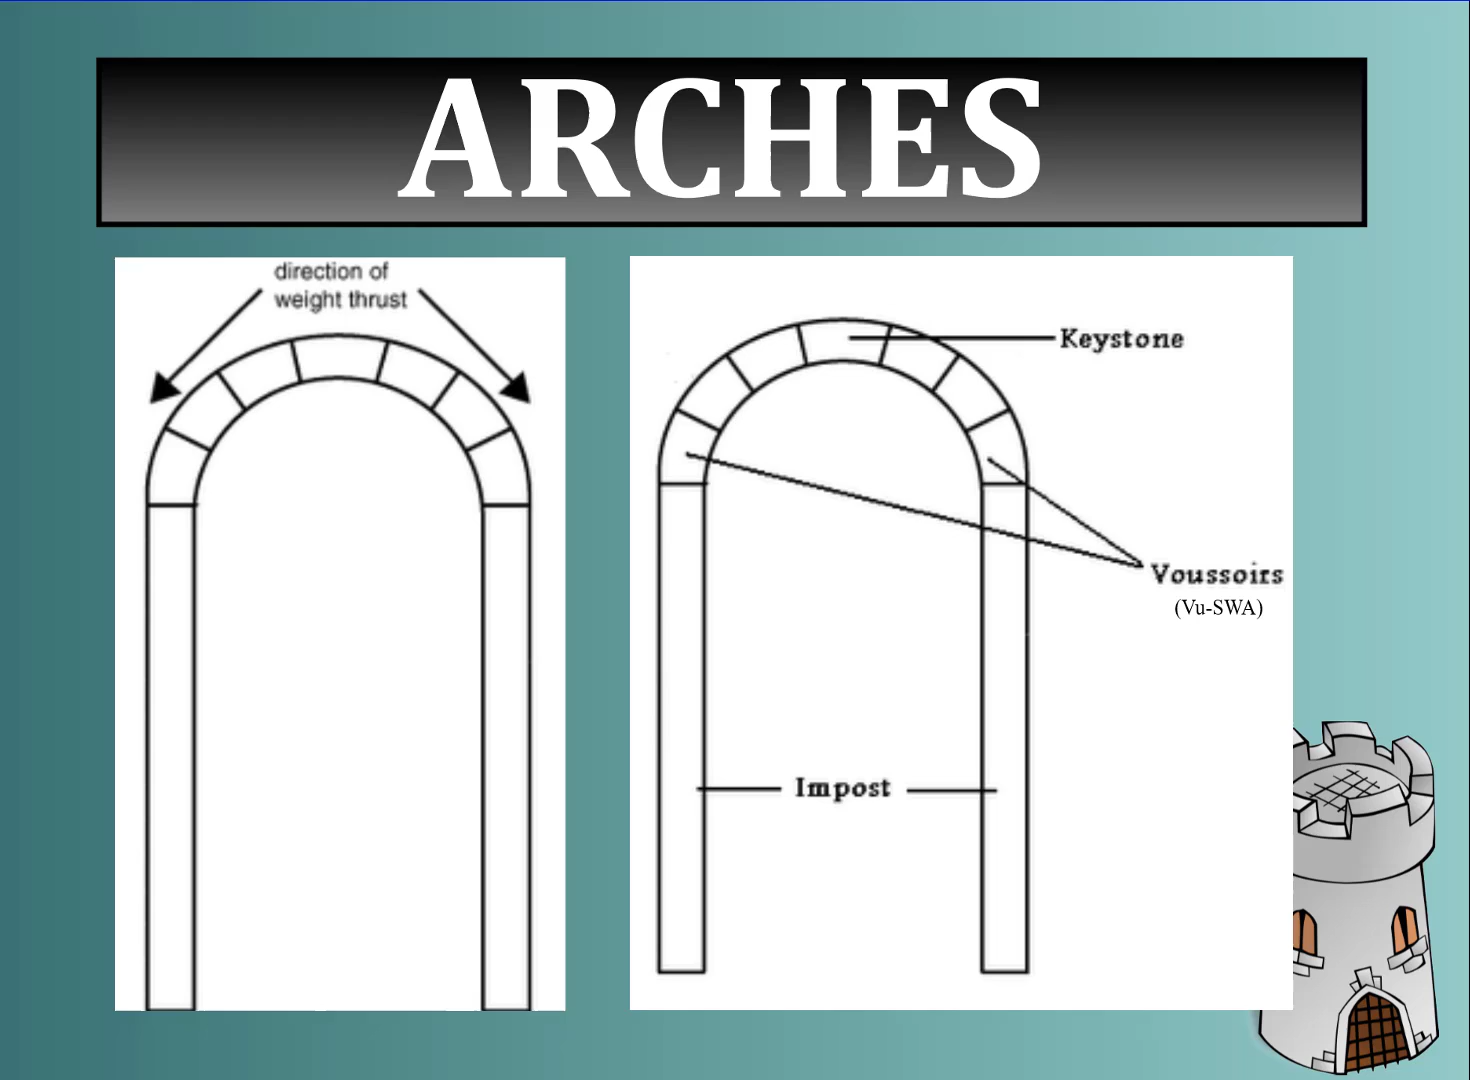 ARCHES
direction of
weight thrust
Keystone
Voussoirs
(Vu-SWA)
Impost